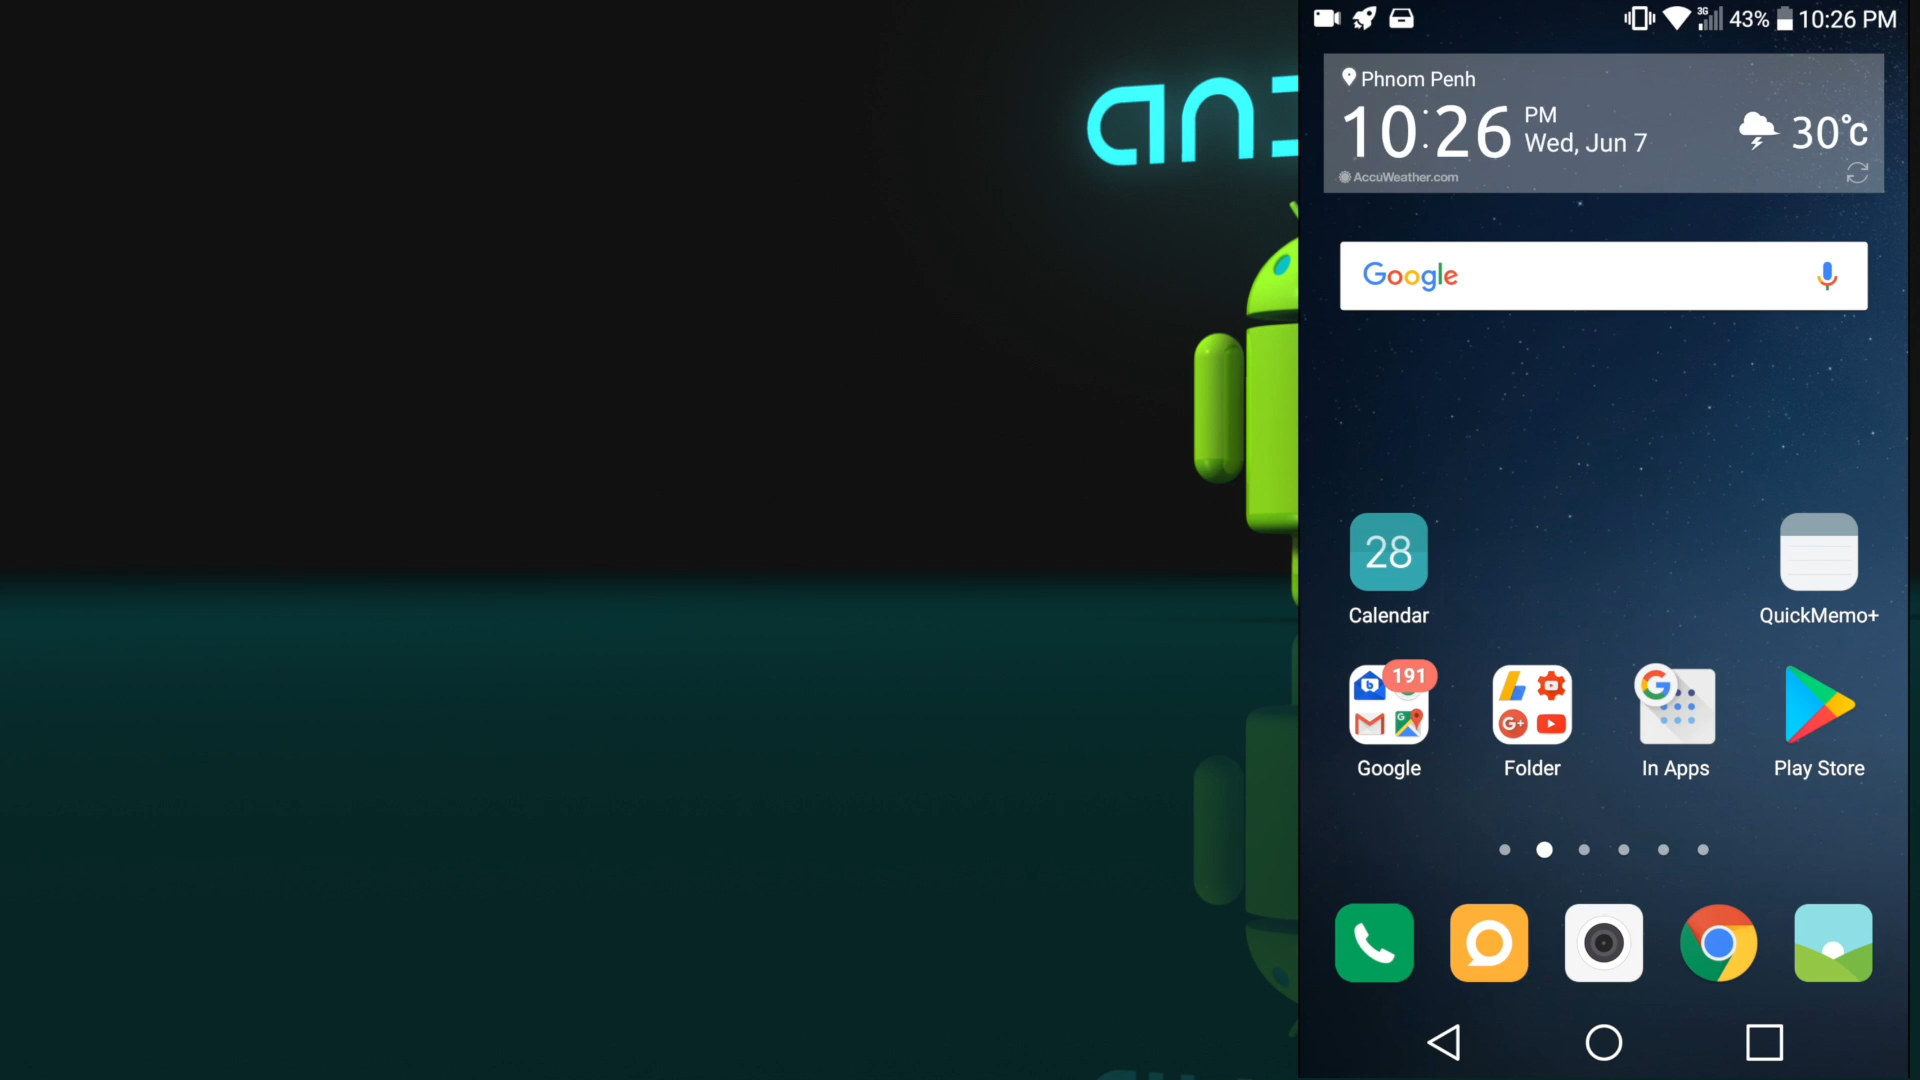 3G 43% 10:26 PM
Phnom Penh
10:26 PM
Wed, Jun 7
30°c
AccuWeather.com
Google
28
Calendar
QuickMemo+
191
G+
Google
Folder
In Apps
Play Store